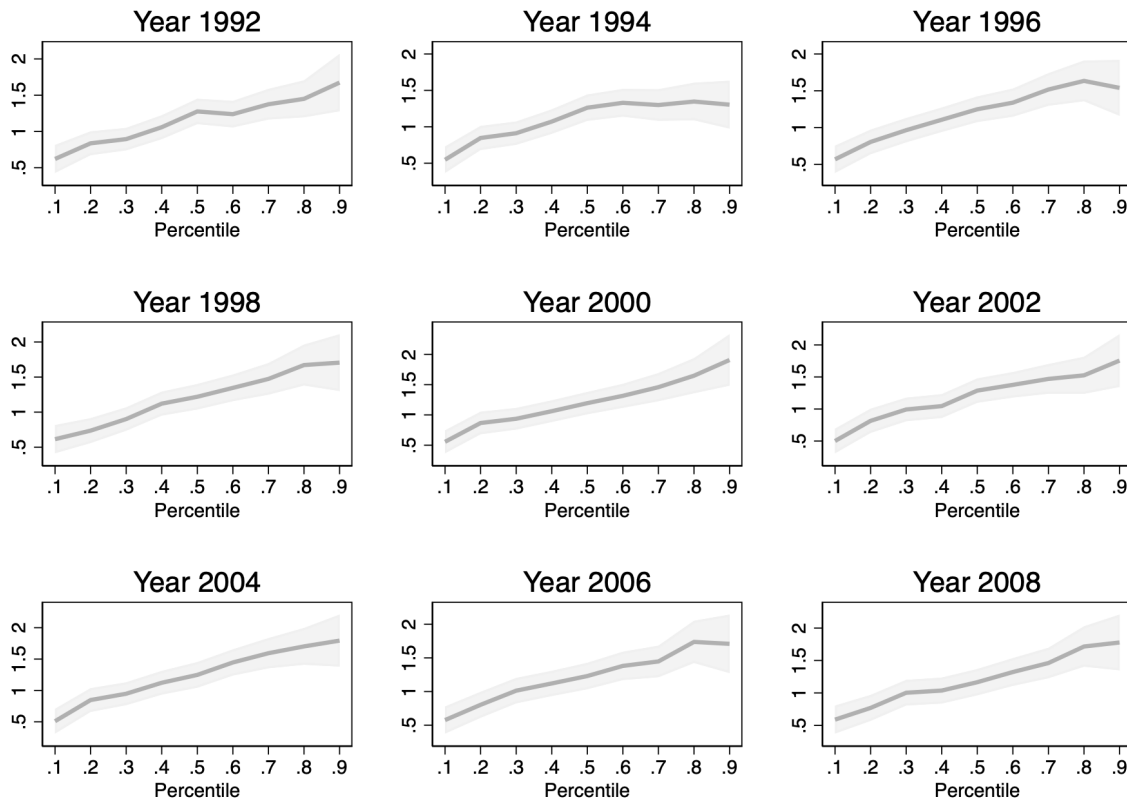 Year 1992
Year 1994
Year 1996
2
1.5
1
.5
.1 .2 .3 .4 .5 .6 .7 .8 .9
Percentile
2
1.5
1
.5
.1 .2 .3 .4 .5 .6 .7 .8 .9
Percentile
2
1.5
1
.5
.1 .2 .3 .4 .5 .6 .7 .8 .9
Percentile
Year 1998
Year 2000
Year 2002
2
1.5
1
.5
.1 .2 .3 .4 .5 .6 .7 .8 .9
Percentile
2
1.5
1
.5
.1 .2 .3 .4 .5 .6 .7 .8 .9
Percentile
2
1.5
1
.5
.1 .2 .3 .4 .5 .6 .7 .8 .9
Percentile
Year 2004
Year 2006
Year 2008
2
1.5
1
.5
.1 .2 .3 .4 .5 .6 .7 .8 .9
Percentile
2
1.5
1
.5
.1 .2 .3 .4 .5 .6 .7 .8 .9
Percentile
2
1.5
1
.5
.1 .2 .3 .4 .5 .6 .7 .8 .9
Percentile